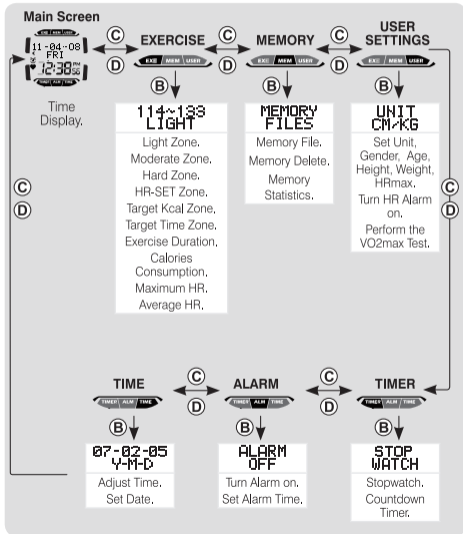 Main Screen
EXE MEM USER
11-04-08
FRI
12:38 PM 56
TIMER ALM TIME
Time
Display.
C
D
EXERCISE
EXE MEM USER
C
D
MEMORY
EXE MEM USER
C
D
USER
SETTINGS
EXE MEM USER
B
114~133
LIGHT
Light Zone.
Moderate Zone.
Hard Zone.
HR-SET Zone.
Target Kcal Zone.
Target Time Zone.
Exercise Duration.
Calories
Consumption.
Maximum HR.
Average HR.
B
MEMORY
FILES
Memory File.
Memory Delete.
Memory
Statistics.
B
UNIT
CM/KG
Set Unit,
Gender, Age,
Height, Weight,
HRmax.
Turn HR Alarm
on.
Perform the
VO2max Test.
C
D
C
D
TIME
TIMER ALM TIME
C
D
ALARM
TIMER ALM TIME
C
D
TIMER
TIMER ALM TIME
B
07-02-05
Y-M-D
Adjust Time.
Set Date.
B
ALARM
OFF
Turn Alarm on.
Set Alarm Time.
B
STOP
WATCH
Stopwatch.
Countdown
Timer.